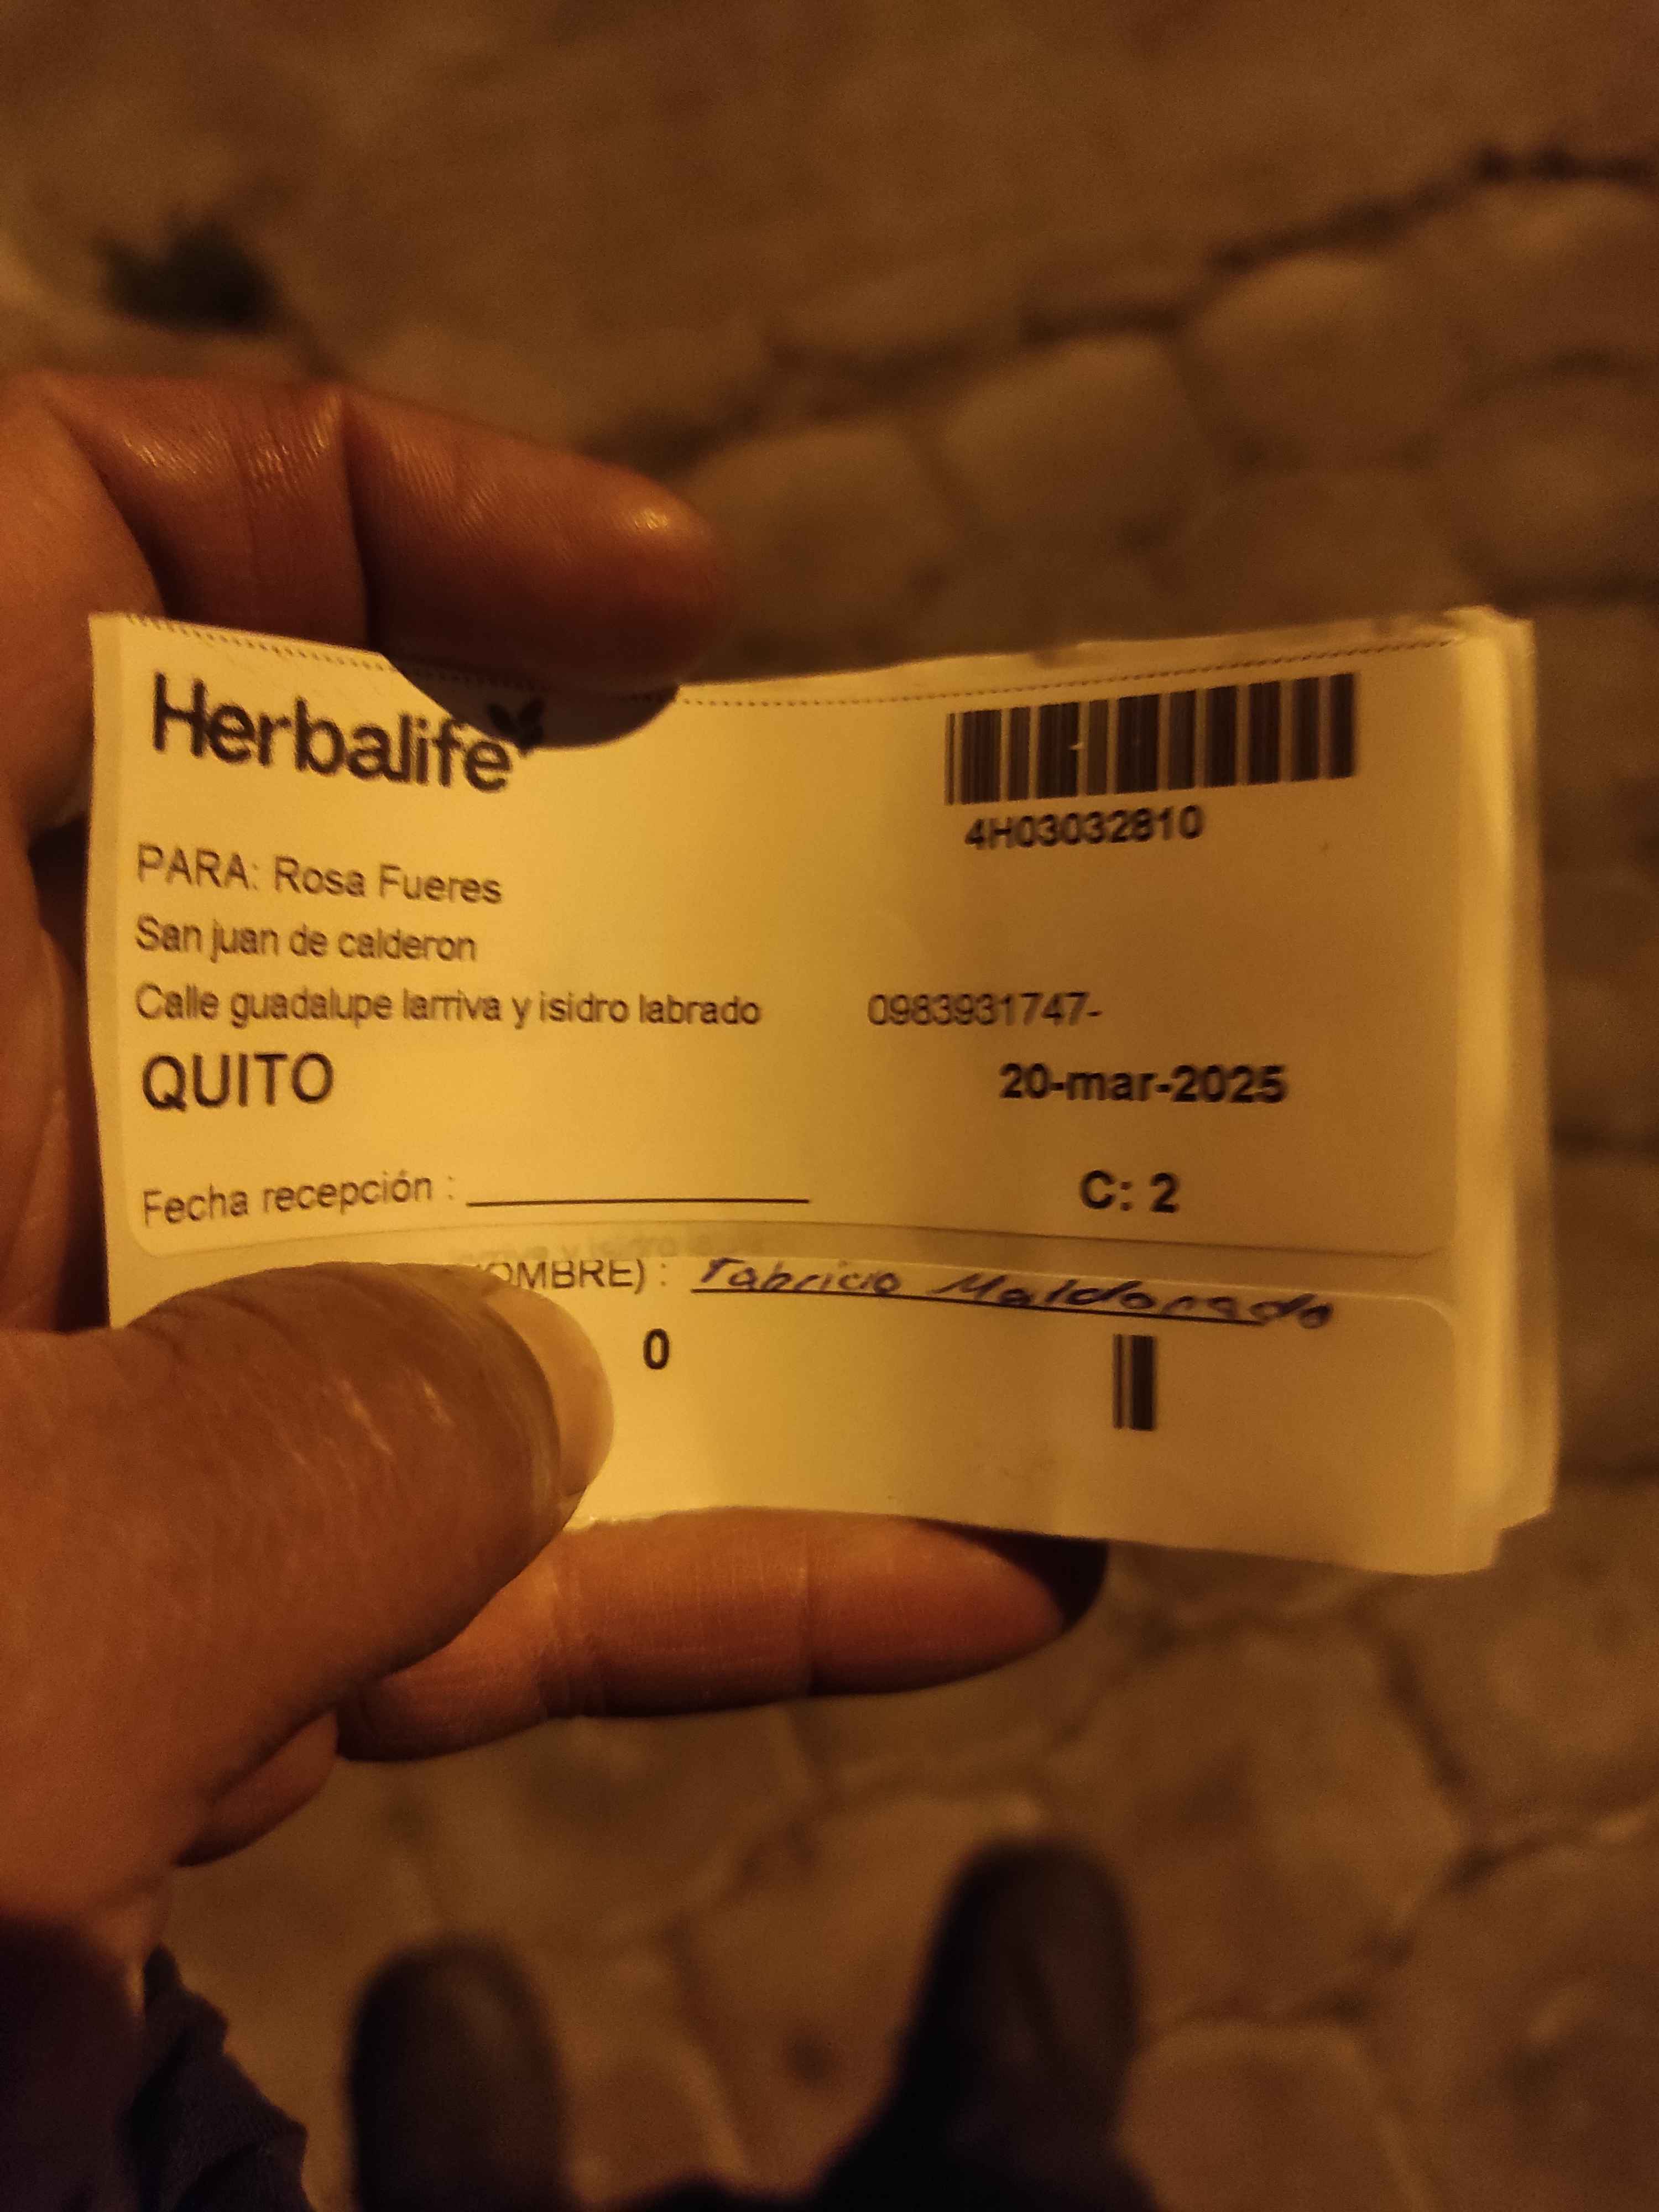 Herbalife
4H03032810
PARA: Rosa Fueres
San juan de calderon
Calle guadalupe larriva y isidro labrado 0983931747-
QUITO 20-mar-2025
Fecha recepción : C: 2
OMBRE) : Fabricio Maldonado
0